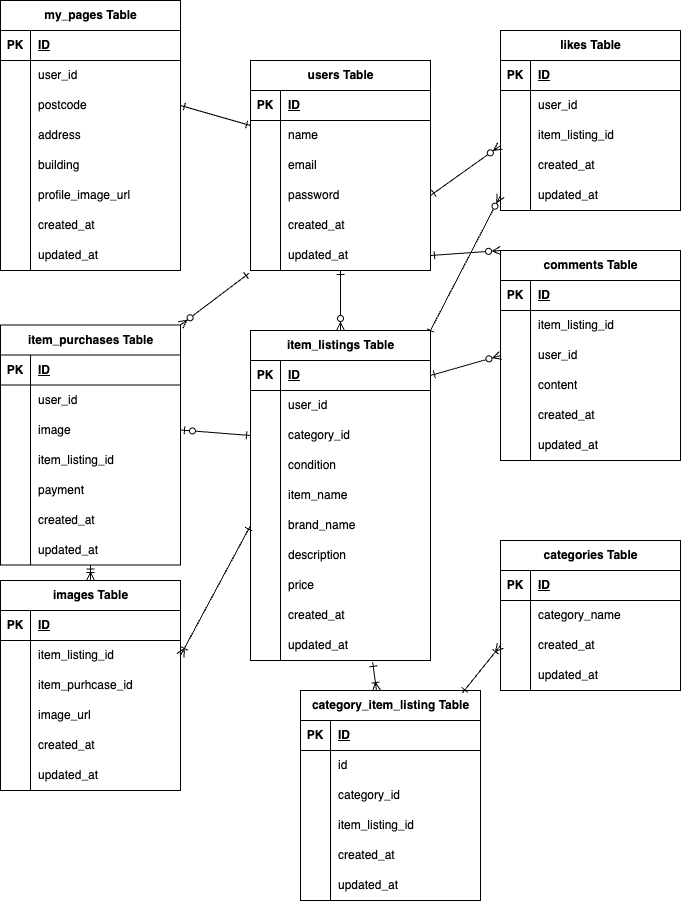 my_pages Table
PK ID
user_id
postcode
address
building
profile_image_url
created_at
updated_at
users Table
PK ID
name
email
password
created_at
updated_at
likes Table
PK ID
user_id
item_listing_id
created_at
updated_at
comments Table
PK ID
item_listing_id
user_id
content
created_at
updated_at
item_purchases Table
PK ID
user_id
image
item_listing_id
payment
created_at
updated_at
item_listings Table
PK ID
user_id
category_id
condition
item_name
brand_name
description
price
created_at
updated_at
categories Table
PK ID
category_name
created_at
updated_at
images Table
PK ID
item_listing_id
item_purhcase_id
image_url
created_at
updated_at
category_item_listing Table
PK ID
id
category_id
item_listing_id
created_at
updated_at